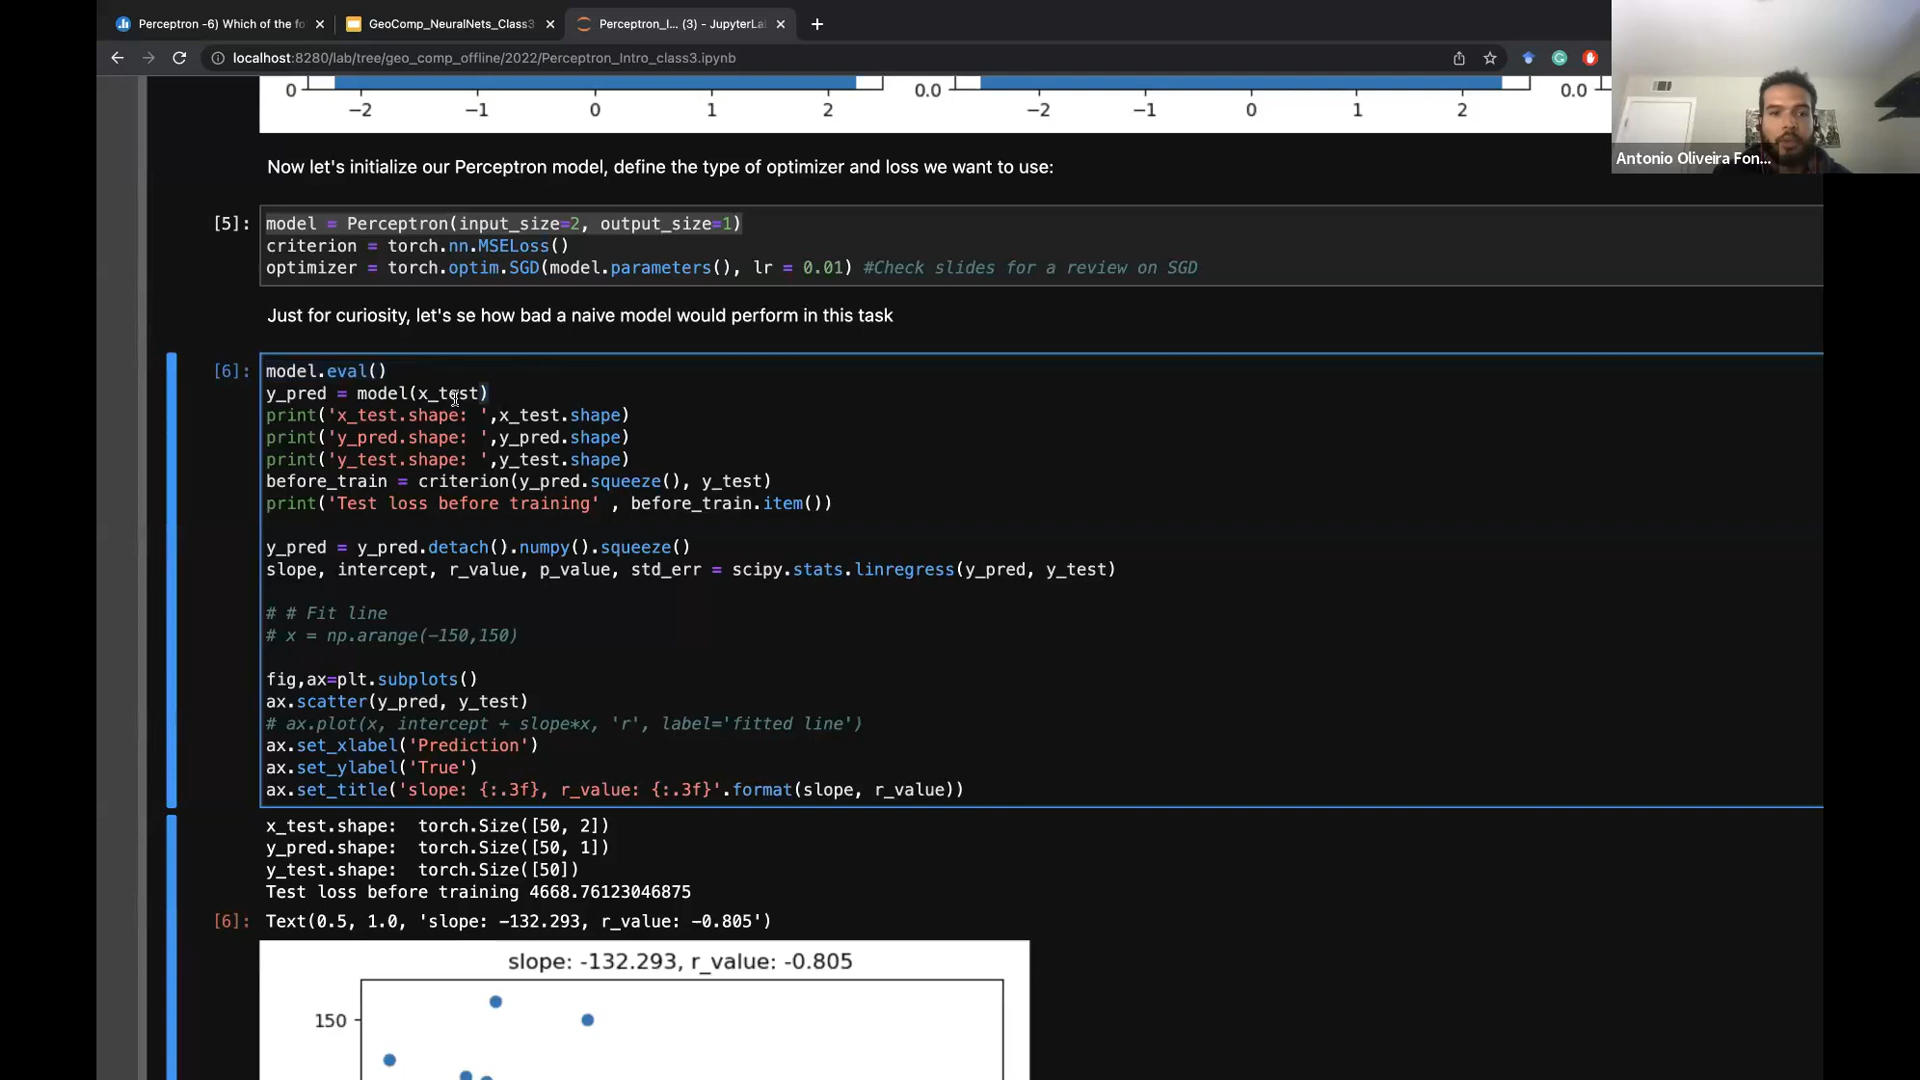 Perceptron -6) Which of the fo
GeoComp_NeuralNets_Class3
Perceptron_I... (3) - JupyterLa
localhost:8280/lab/tree/geo_comp_offline/2022/Perceptron_Intro_class3.ipynb
Antonio Oliveira Fon...
0 0.0 0.0
−2 −1 0 1 2 −2 −1 0 1 2 −2
Now let's initialize our Perceptron model, define the type of optimizer and loss we want to use:
[5]: model = Perceptron(input_size=2, output_size=1)
criterion = torch.nn.MSELoss()
optimizer = torch.optim.SGD(model.parameters(), lr = 0.01) #Check slides for a review on SGD
Just for curiosity, let's se how bad a naive model would perform in this task
[6]: model.eval()
y_pred = model(x_test)
print('x_test.shape: ',x_test.shape)
print('y_pred.shape: ',y_pred.shape)
print('y_test.shape: ',y_test.shape)
before_train = criterion(y_pred.squeeze(), y_test)
print('Test loss before training' , before_train.item())
y_pred = y_pred.detach().numpy().squeeze()
slope, intercept, r_value, p_value, std_err = scipy.stats.linregress(y_pred, y_test)
# # Fit line
# x = np.arange(−150,150)
fig,ax=plt.subplots()
ax.scatter(y_pred, y_test)
# ax.plot(x, intercept + slope*x, 'r', label='fitted line')
ax.set_xlabel('Prediction')
ax.set_ylabel('True')
ax.set_title('slope: {:.3f}, r_value: {:.3f}'.format(slope, r_value))
x_test.shape:  torch.Size([50, 2])
y_pred.shape:  torch.Size([50, 1])
y_test.shape:  torch.Size([50])
Test loss before training 4668.76123046875
[6]: Text(0.5, 1.0, 'slope: −132.293, r_value: −0.805')
slope: -132.293, r_value: -0.805
150